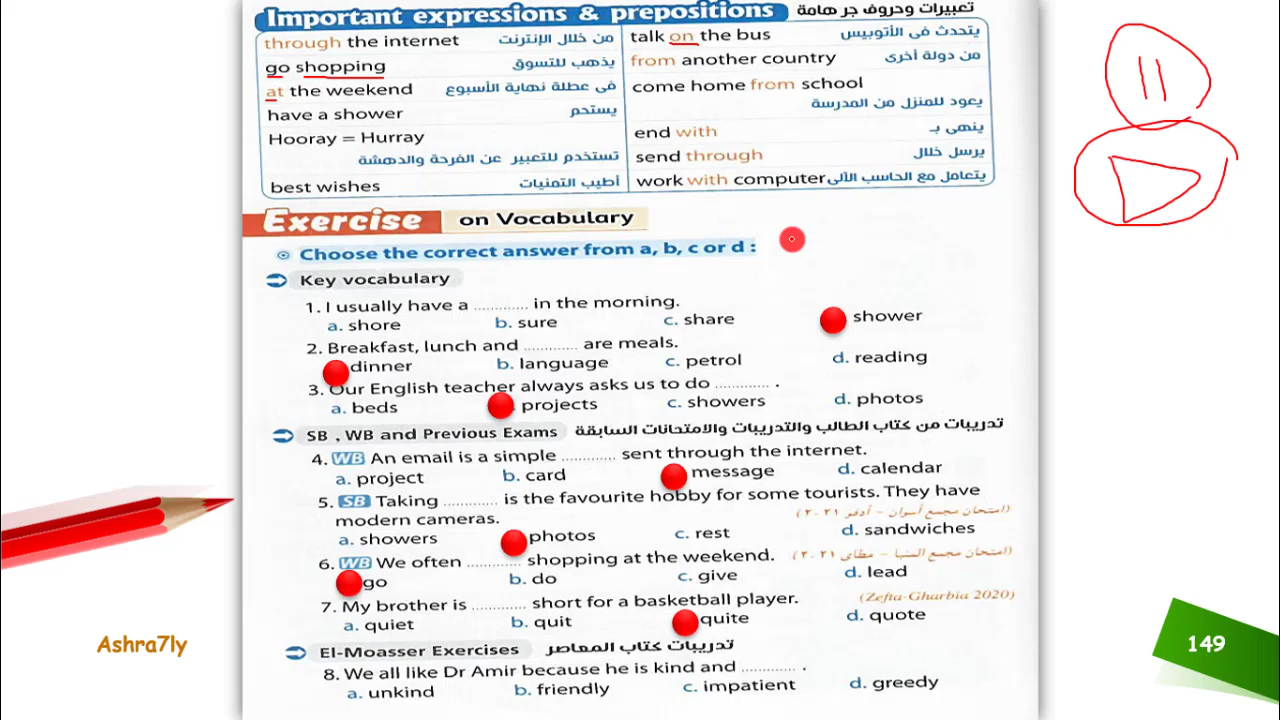 Important expressions & prepositions تعبيرات وحروف جر هامة
through the internet من خلال الإنترنت
go shopping يذهب للتسوق
at the weekend فى عطلة نهاية الأسبوع
have a shower يستحم
Hooray = Hurray
تستخدم للتعبير عن الفرحة والدهشة
best wishes أطيب التمنيات
talk on the bus يتحدث فى الأتوبيس
from another country من دولة أخرى
come home from school
يعود للمنزل من المدرسة
end with ينهى بـ
send through يرسل خلال
work with computer يتعامل مع الحاسب الآلى
Exercise on Vocabulary
Choose the correct answer from a, b, c or d :
Key vocabulary
1. I usually have a ............. in the morning.
a. shore b. sure c. share shower
2. Breakfast, lunch and ............. are meals.
dinner b. language c. petrol d. reading
3. Our English teacher always asks us to do ............. .
a. beds projects c. showers d. photos
SB , WB and Previous Exams تدريبات من كتاب الطالب والتدريبات والامتحانات السابقة
4. WB An email is a simple ............. sent through the internet.
a. project b. card message d. calendar
5. SB Taking ............. is the favourite hobby for some tourists. They have
modern cameras. (امتحان مجمع أسوان – أدفو ٢٠٢١)
a. showers photos c. rest d. sandwiches
6. WB We often ............. shopping at the weekend. (امتحان مجمع المنيا – مطاى ٢٠٢١)
go b. do c. give d. lead
7. My brother is ............. short for a basketball player. (Zefta-Gharbia 2020)
a. quiet b. quit quite d. quote
El-Moasser Exercises تدريبات كتاب المعاصر
8. We all like Dr Amir because he is kind and ............. .
a. unkind b. friendly c. impatient d. greedy
Ashra7ly
149